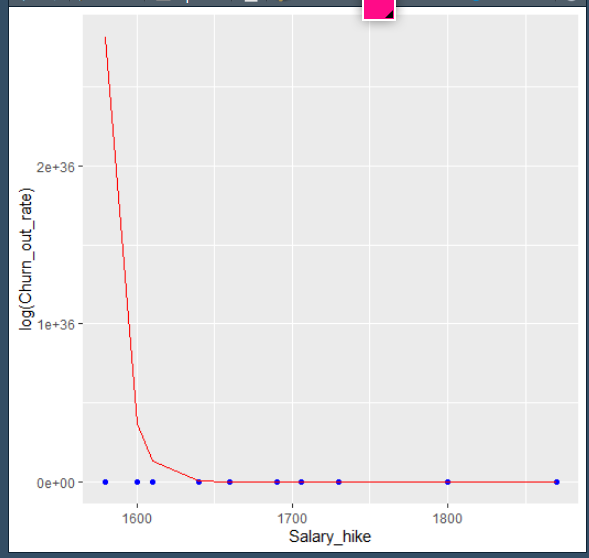 2e+36
log(Churn_out_rate)
1e+36
0e+00
1600 1700 1800
Salary_hike